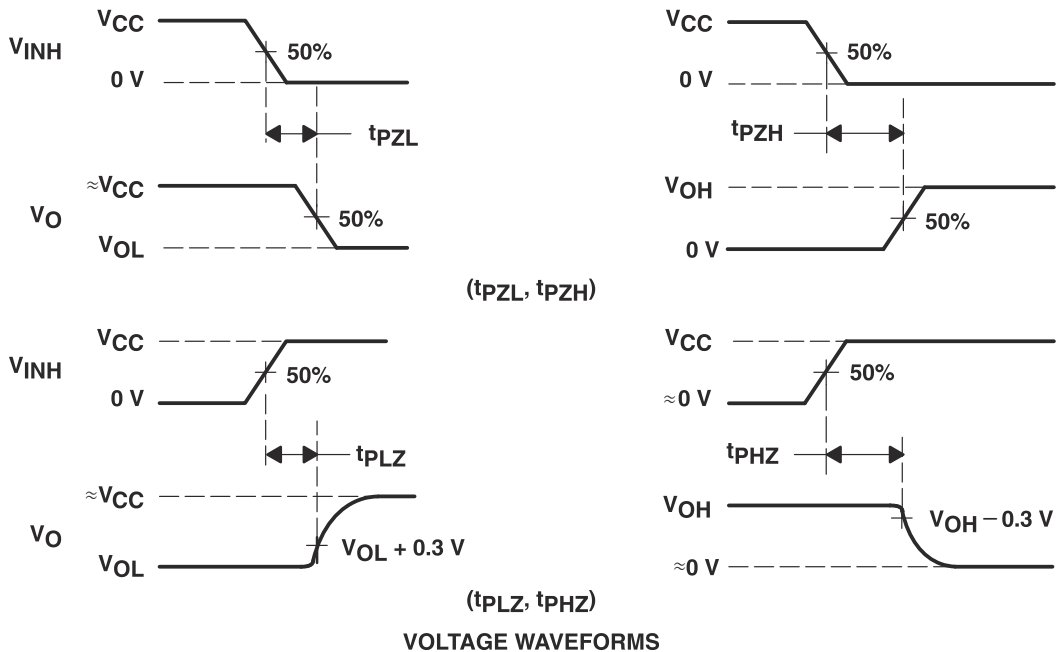 VCC
VINH
50%
0 V
tPZL
≈VCC
VO
50%
VOL
VCC
50%
0 V
tPZH
VOH
50%
0 V
(tPZL, tPZH)
VCC
VINH
50%
0 V
tPLZ
≈VCC
VO
VOL + 0.3 V
VOL
VCC
50%
≈0 V
tPHZ
VOH
VOH – 0.3 V
≈0 V
(tPLZ, tPHZ)
VOLTAGE WAVEFORMS